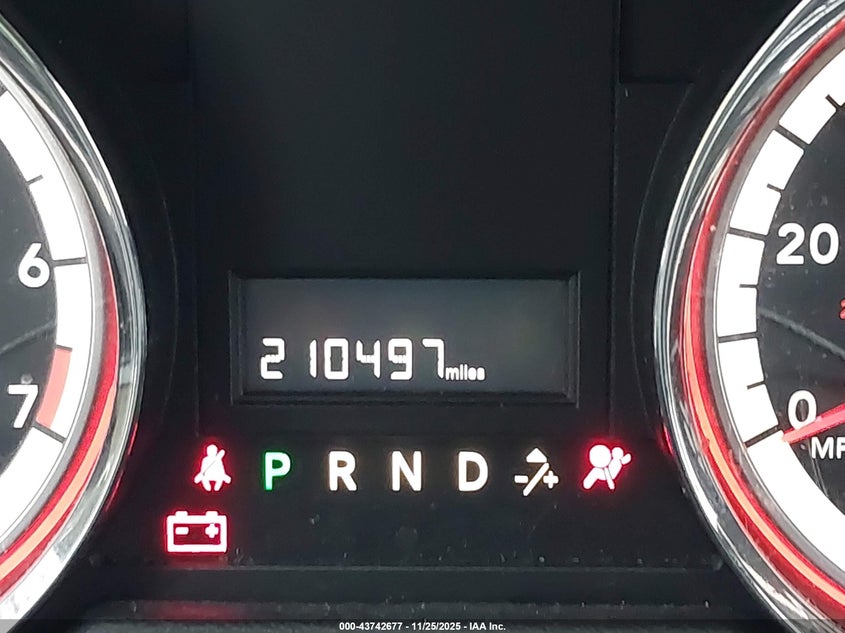 6
7
20
0
MP
210497 miles
P R N D -/+
- +
000-43742677 - 11/25/2025 - IAA Inc.